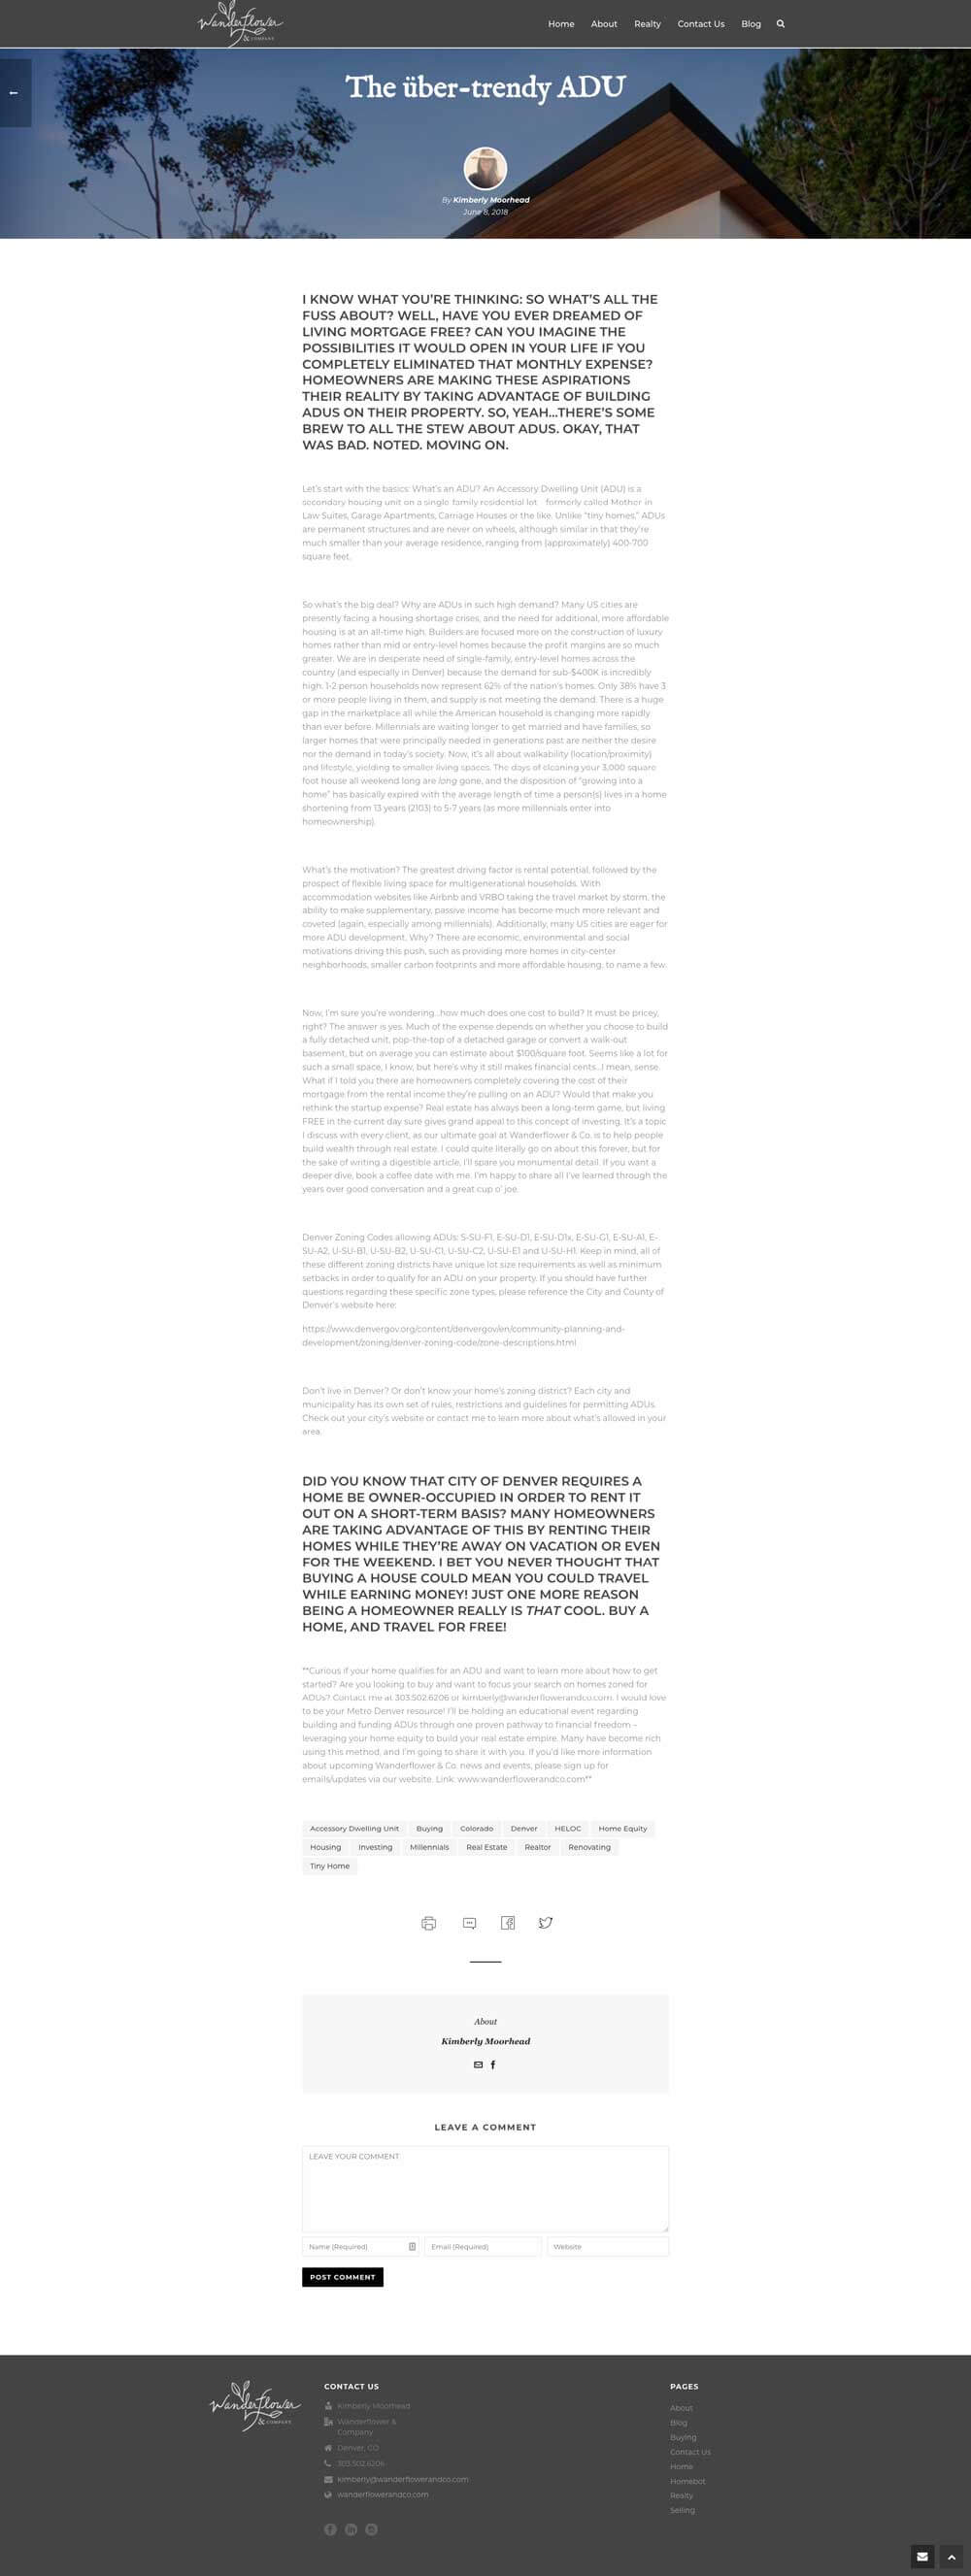 Wanderflower
& COMPANY
Home About Realty Contact Us Blog
The über-trendy ADU
By Kimberly Moorhead
June 8, 2018
I KNOW WHAT YOU'RE THINKING: SO WHAT'S ALL THE
FUSS ABOUT? WELL, HAVE YOU EVER DREAMED OF
LIVING MORTGAGE FREE? CAN YOU IMAGINE THE
POSSIBILITIES IT WOULD OPEN IN YOUR LIFE IF YOU
COMPLETELY ELIMINATED THAT MONTHLY EXPENSE?
HOMEOWNERS ARE MAKING THESE ASPIRATIONS
THEIR REALITY BY TAKING ADVANTAGE OF BUILDING
ADUS ON THEIR PROPERTY. SO, YEAH...THERE'S SOME
BREW TO ALL THE STEW ABOUT ADUS. OKAY, THAT
WAS BAD. NOTED. MOVING ON.
Let's start with the basics: What's an ADU? An Accessory Dwelling Unit (ADU) is a
secondary housing unit on a single-family residential lot – formerly called Mother-in
Law Suites, Garage Apartments, Carriage Houses or the like. Unlike "tiny homes," ADUs
are permanent structures and are never on wheels, although similar in that they're
much smaller than your average residence, ranging from (approximately) 400-700
square feet.
So what's the big deal? Why are ADUs in such high demand? Many US cities are
presently facing a housing shortage crises, and the need for additional, more affordable
housing is at an all-time high. Builders are focused more on the construction of luxury
homes rather than mid or entry-level homes because the profit margins are so much
greater. We are in desperate need of single-family, entry-level homes across the
country (and especially in Denver) because the demand for sub-$400K is incredibly
high. 1-2 person households now represent 62% of the nation's homes. Only 38% have 3
or more people living in them, and supply is not meeting the demand. There is a huge
gap in the marketplace all while the American household is changing more rapidly
than ever before. Millennials are waiting longer to get married and have families, so
larger homes that were principally needed in generations past are neither the desire
nor the demand in today's society. Now, it's all about walkability (location/proximity)
and lifestyle, yielding to smaller living spaces. The days of cleaning your 3,000 square
foot house all weekend long are long gone, and the disposition of "growing into a
home" has basically expired with the average length of time a person(s) lives in a home
shortening from 13 years (2103) to 5-7 years (as more millennials enter into
homeownership).
What's the motivation? The greatest driving factor is rental potential, followed by the
prospect of flexible living space for multigenerational households. With
accommodation websites like Airbnb and VRBO taking the travel market by storm, the
ability to make supplementary, passive income has become much more relevant and
coveted (again, especially among millennials). Additionally, many US cities are eager for
more ADU development. Why? There are economic, environmental and social
motivations driving this push, such as providing more homes in city-center
neighborhoods, smaller carbon footprints and more affordable housing, to name a few.
Now, I'm sure you're wondering...how much does one cost to build? It must be pricey,
right? The answer is yes. Much of the expense depends on whether you choose to build
a fully detached unit, pop-the-top of a detached garage or convert a walk-out
basement, but on average you can estimate about $100/square foot. Seems like a lot for
such a small space, I know, but here's why it still makes financial cents...I mean, sense.
What if I told you there are homeowners completely covering the cost of their
mortgage from the rental income they're pulling on an ADU? Would that make you
rethink the startup expense? Real estate has always been a long-term game, but living
FREE in the current day sure gives grand appeal to this concept of investing. It's a topic
I discuss with every client, as our ultimate goal at Wanderflower & Co. is to help people
build wealth through real estate. I could quite literally go on about this forever, but for
the sake of writing a digestible article, I'll spare you monumental detail. If you want a
deeper dive, book a coffee date with me. I'm happy to share all I've learned through the
years over good conversation and a great cup o' joe.
Denver Zoning Codes allowing ADUs: S-SU-F1, E-SU-D1, E-SU-D1x, E-SU-G1, E-SU-A1, E-
SU-A2, U-SU-B1, U-SU-B2, U-SU-C1, U-SU-C2, U-SU-E1 and U-SU-H1. Keep in mind, all of
these different zoning districts have unique lot size requirements as well as minimum
setbacks in order to qualify for an ADU on your property. If you should have further
questions regarding these specific zone types, please reference the City and County of
Denver's website here:
https://www.denvergov.org/content/denvergov/en/community-planning-and-
development/zoning/denver-zoning-code/zone-descriptions.html
Don't live in Denver? Or don't know your home's zoning district? Each city and
municipality has its own set of rules, restrictions and guidelines for permitting ADUs.
Check out your city's website or contact me to learn more about what's allowed in your
area.
DID YOU KNOW THAT CITY OF DENVER REQUIRES A
HOME BE OWNER-OCCUPIED IN ORDER TO RENT IT
OUT ON A SHORT-TERM BASIS? MANY HOMEOWNERS
ARE TAKING ADVANTAGE OF THIS BY RENTING THEIR
HOMES WHILE THEY'RE AWAY ON VACATION OR EVEN
FOR THE WEEKEND. I BET YOU NEVER THOUGHT THAT
BUYING A HOUSE COULD MEAN YOU COULD TRAVEL
WHILE EARNING MONEY! JUST ONE MORE REASON
BEING A HOMEOWNER REALLY IS THAT COOL. BUY A
HOME, AND TRAVEL FOR FREE!
**Curious if your home qualifies for an ADU and want to learn more about how to get
started? Are you looking to buy and want to focus your search on homes zoned for
ADUs? Contact me at 303.502.6206 or kimberly@wanderflowerandco.com. I would love
to be your Metro Denver resource! I'll be holding an educational event regarding
building and funding ADUs through one proven pathway to financial freedom –
leveraging your home equity to build your real estate empire. Many have become rich
using this method, and I'm going to share it with you. If you'd like more information
about upcoming Wanderflower & Co. news and events, please sign up for
emails/updates via our website. Link: www.wanderflowerandco.com**
Accessory Dwelling Unit Buying Colorado Denver HELOC Home Equity
Housing Investing Millennials Real Estate Realtor Renovating
Tiny Home
About
Kimberly Moorhead
LEAVE A COMMENT
LEAVE YOUR COMMENT
Name (Required) Email (Required) Website
POST COMMENT
Wanderflower
& COMPANY
CONTACT US
Kimberly Moorhead
Wanderflower &
Company
Denver, CO
303.502.6206
kimberly@wanderflowerandco.com
wanderflowerandco.com
PAGES
About
Blog
Buying
Contact Us
Home
Homebot
Realty
Selling